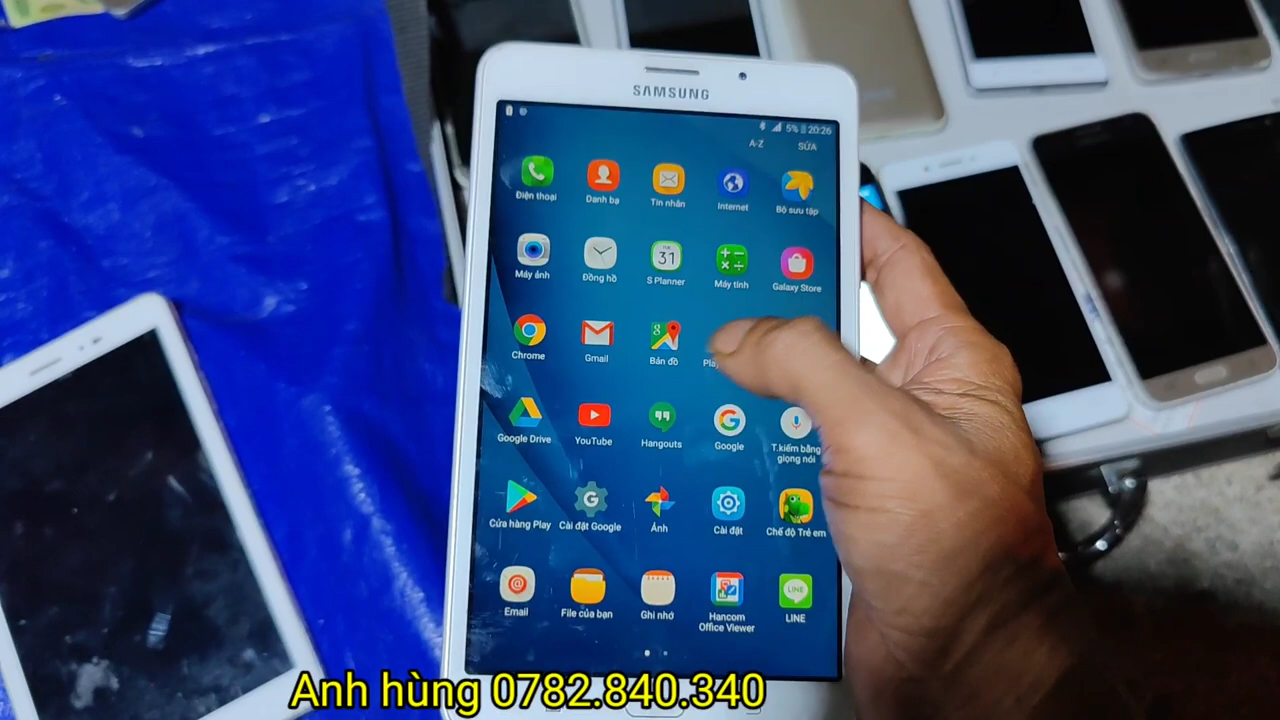 SAMSUNG
5% 20:26
A-Z SỬA
Điện thoại Danh bạ Tin nhắn Internet Bộ sưu tập
31
Máy ảnh Đồng hồ S Planner Máy tính Galaxy Store
Chrome Gmail Bản đồ
Google Drive YouTube Hangouts Google T.kiếm bằng giọng nói
Cửa hàng Play Cài đặt Google Ảnh Cài đặt Chế độ Trẻ em
LINE
Email File của bạn Ghi nhớ Hancom Office Viewer LINE
Anh hùng 0782.840.340